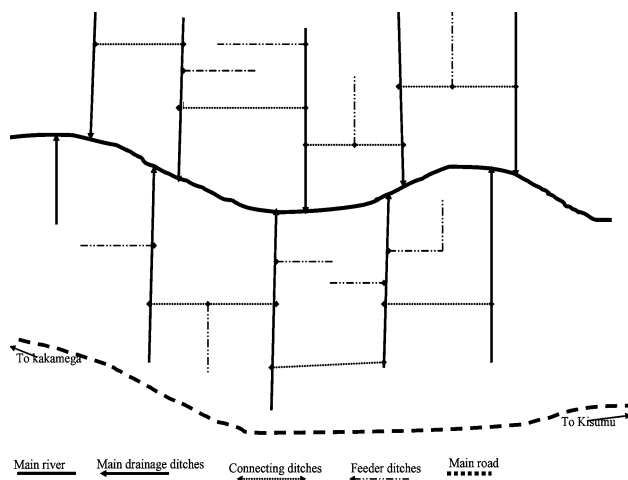 To kakamega
To Kisumu
Main river
Main drainage ditches
Connecting ditches
Feeder ditches
Main road